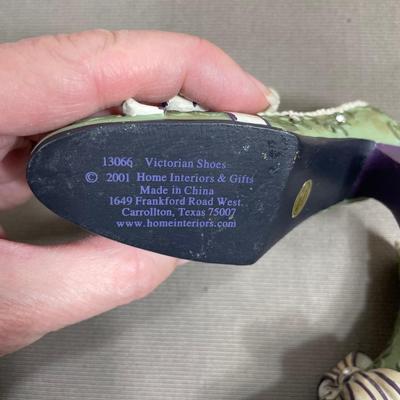 13066 Victorian Shoes
© 2001 Home Interiors & Gifts
Made in China
1649 Frankford Road West.
Carrollton, Texas 75007
www.homeinteriors.com